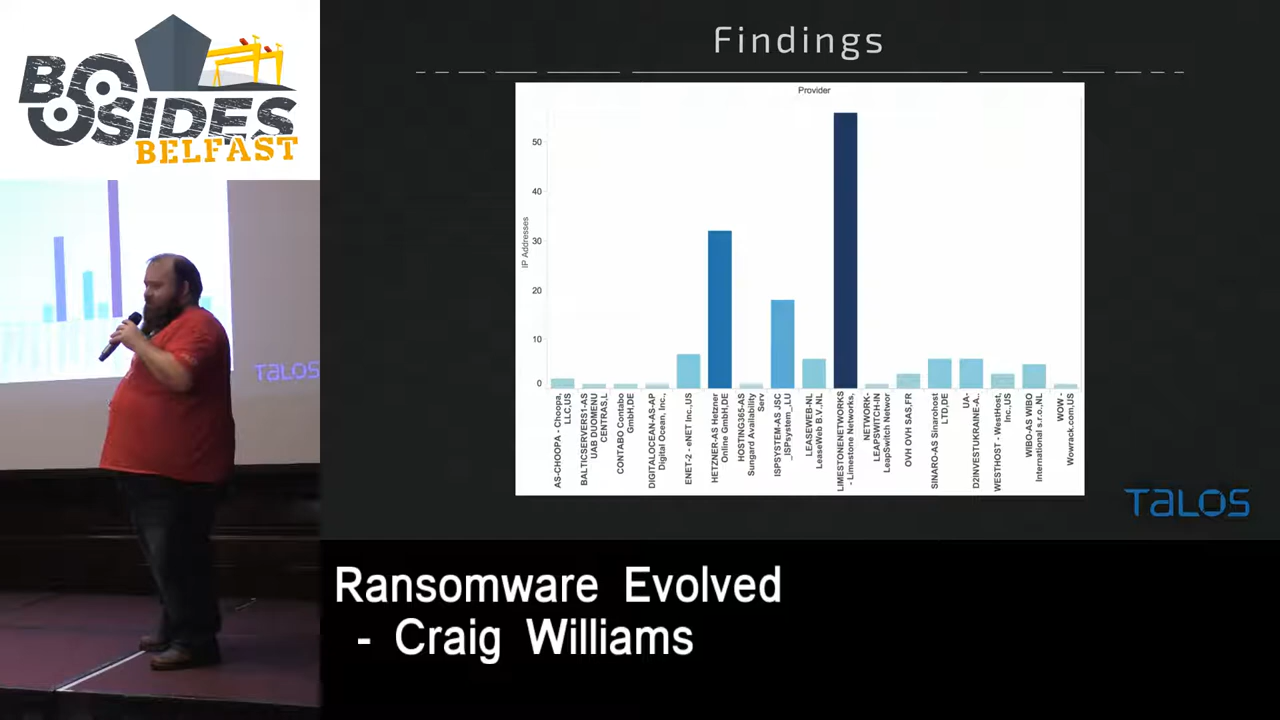 BSIDES
BELFAST
TALOS
Findings
Provider
IP Addresses
50
40
30
20
10
0
AS-CHOOPA - Choopa,
LLC,US
BALTICSERVERS1-AS
UAB DUOMENU
CENTRAS,L
CONTABO Contabo
GmbH,DE
DIGITALOCEAN-AS-AP
Digital Ocean, Inc.,
ENET-2 - eNET Inc.,US
HETZNER-AS Hetzner
Online GmbH,DE
HOSTING365-AS
Sungard Availability
Serv
ISPSYSTEM-AS JSC
_ISPsystem_,LU
LEASEWEB-NL
LeaseWeb B.V.,NL
LIMESTONENETWORKS
- Limestone Networks,
NETWORK-
LEAPSWITCH-IN
LeapSwitch Networ
OVH OVH SAS,FR
SINARO-AS Sinarohost
LTD,DE
UA-
D2INVESTUKRAINE-A..
WESTHOST - WestHost,
Inc.,US
WIBO-AS WIBO
International s.r.o.,NL
WOW -
Wowrack.com,US
TALOS
Ransomware Evolved
- Craig Williams